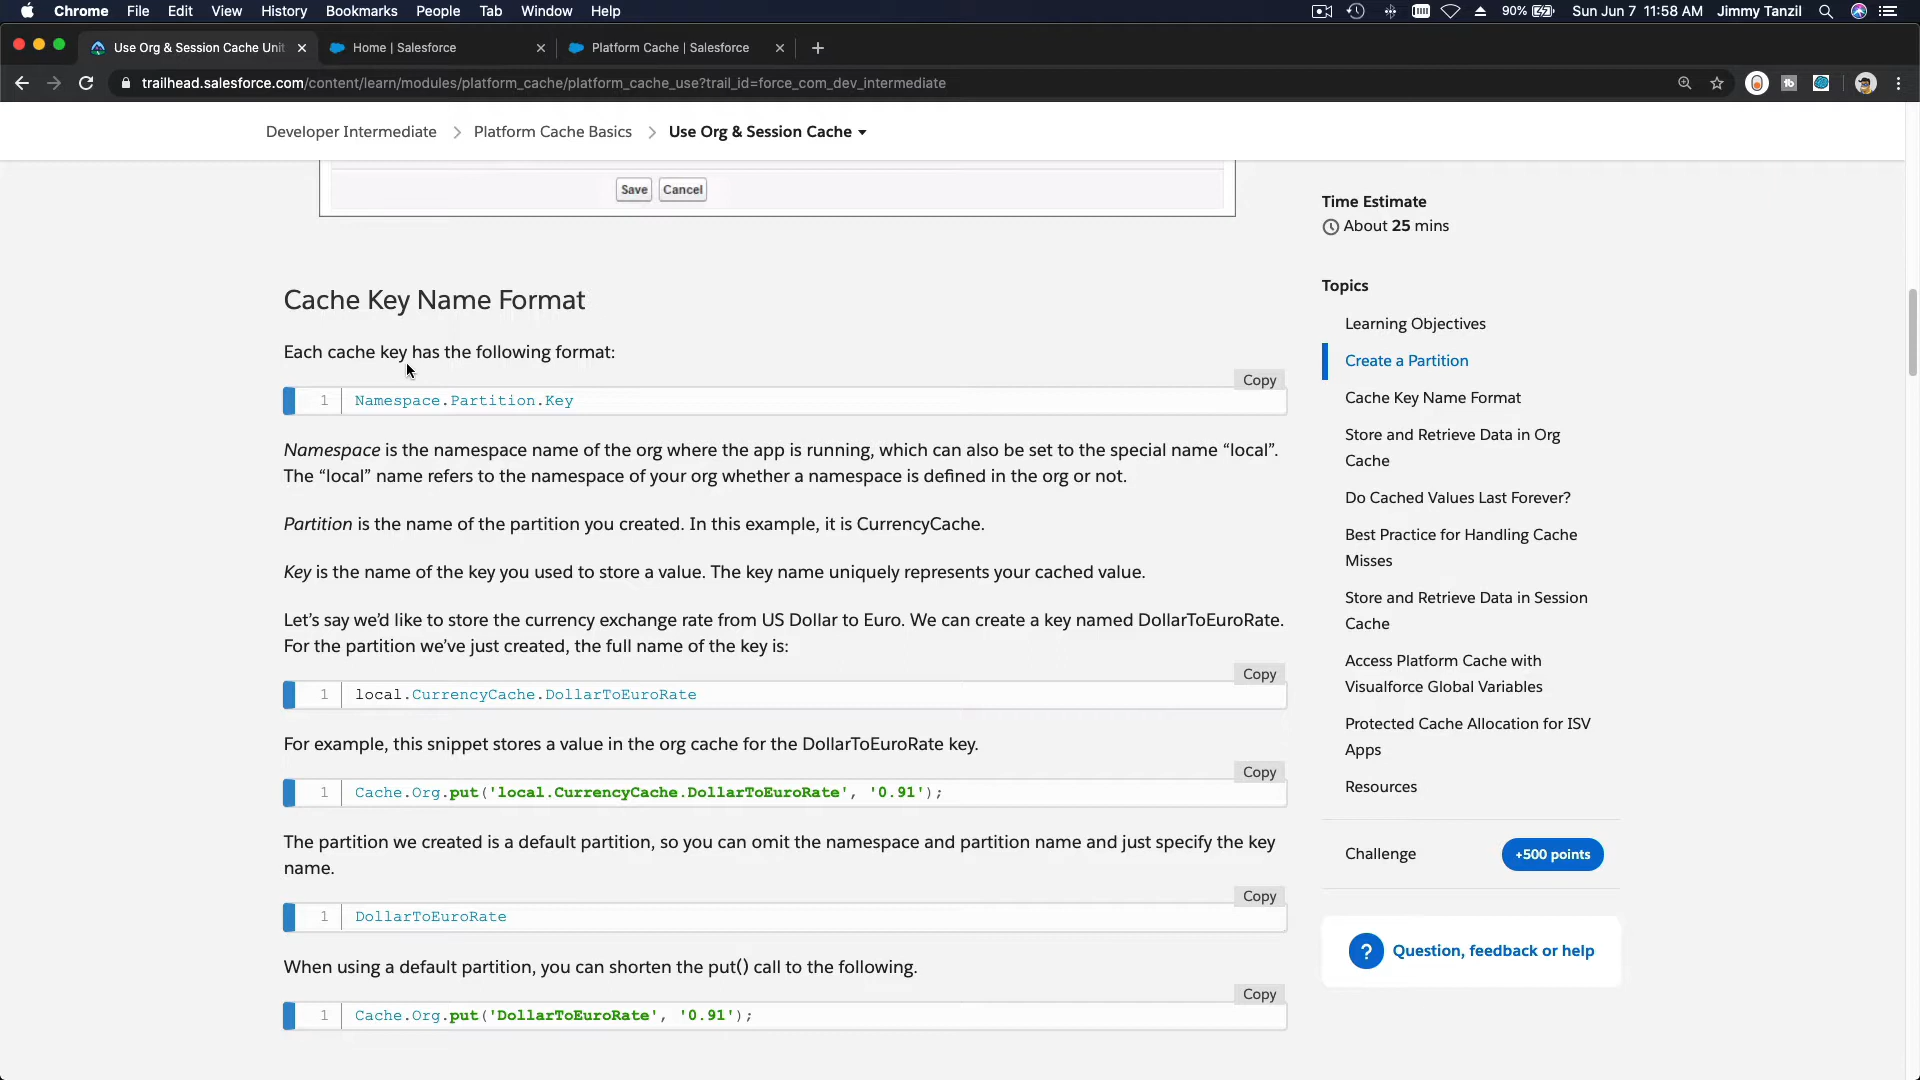 Chrome File Edit View History Bookmarks People Tab Window Help 90% Sun Jun 7 11:58 AM Jimmy Tanzil
Use Org & Session Cache Unit Home | Salesforce Platform Cache | Salesforce
trailhead.salesforce.com/content/learn/modules/platform_cache/platform_cache_use?trail_id=force_com_dev_intermediate
Developer Intermediate Platform Cache Basics Use Org & Session Cache
Save Cancel
Cache Key Name Format
Each cache key has the following format:
Copy
1 Namespace.Partition.Key
Namespace is the namespace name of the org where the app is running, which can also be set to the special name “local”.
The “local” name refers to the namespace of your org whether a namespace is defined in the org or not.
Partition is the name of the partition you created. In this example, it is CurrencyCache.
Key is the name of the key you used to store a value. The key name uniquely represents your cached value.
Let’s say we’d like to store the currency exchange rate from US Dollar to Euro. We can create a key named DollarToEuroRate.
For the partition we’ve just created, the full name of the key is:
Copy
1 local.CurrencyCache.DollarToEuroRate
For example, this snippet stores a value in the org cache for the DollarToEuroRate key.
Copy
1 Cache.Org.put('local.CurrencyCache.DollarToEuroRate', '0.91');
The partition we created is a default partition, so you can omit the namespace and partition name and just specify the key
name.
Copy
1 DollarToEuroRate
When using a default partition, you can shorten the put() call to the following.
Copy
1 Cache.Org.put('DollarToEuroRate', '0.91');
Time Estimate
About 25 mins
Topics
Learning Objectives
Create a Partition
Cache Key Name Format
Store and Retrieve Data in Org
Cache
Do Cached Values Last Forever?
Best Practice for Handling Cache
Misses
Store and Retrieve Data in Session
Cache
Access Platform Cache with
Visualforce Global Variables
Protected Cache Allocation for ISV
Apps
Resources
Challenge +500 points
? Question, feedback or help